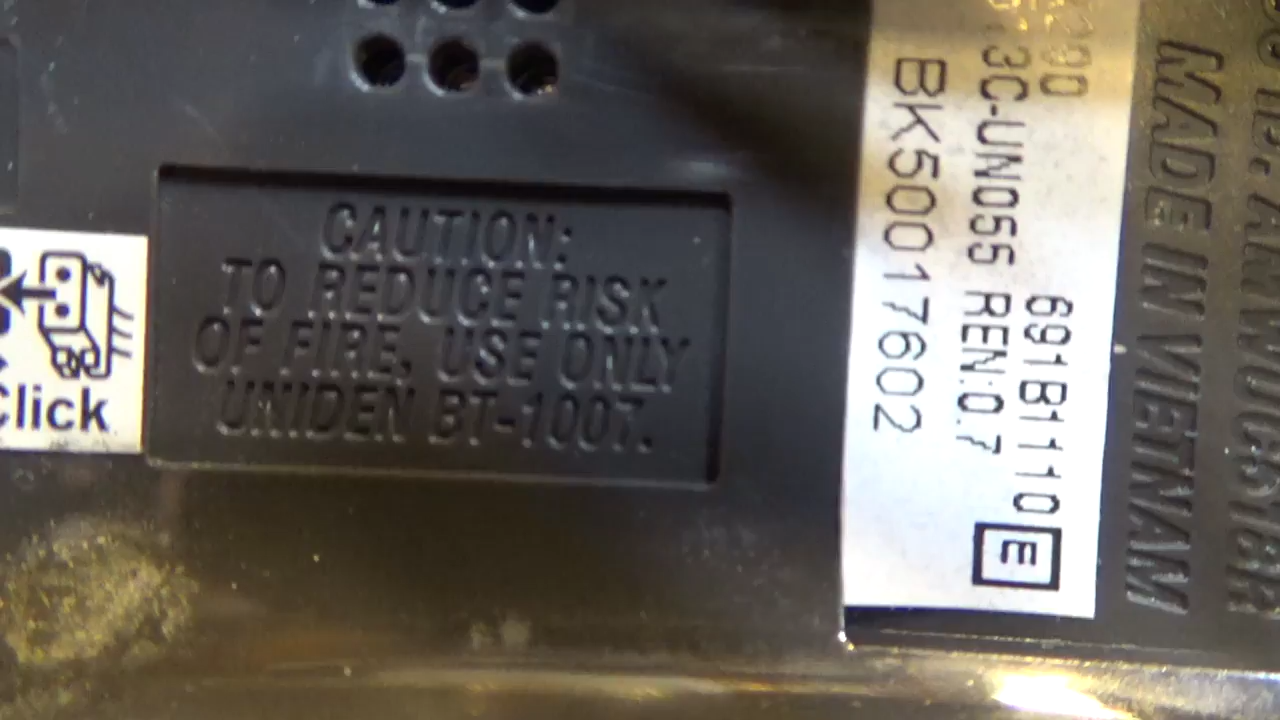 CAUTION:
TO REDUCE RISK
OF FIRE, USE ONLY
UNIDEN BT-1007.
Click
691B1110 E
3C-UN055 REN.0.7
BK50017602
MADE IN VIETNAM